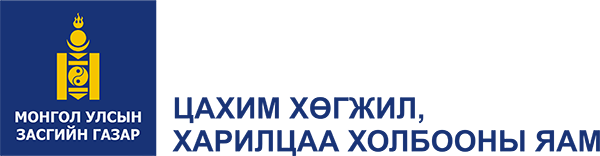 МОНГОЛ УЛСЫН
ЗАСГИЙН ГАЗАР
ЦАХИМ ХӨГЖИЛ,
ХАРИЛЦАА ХОЛБООНЫ ЯАМ